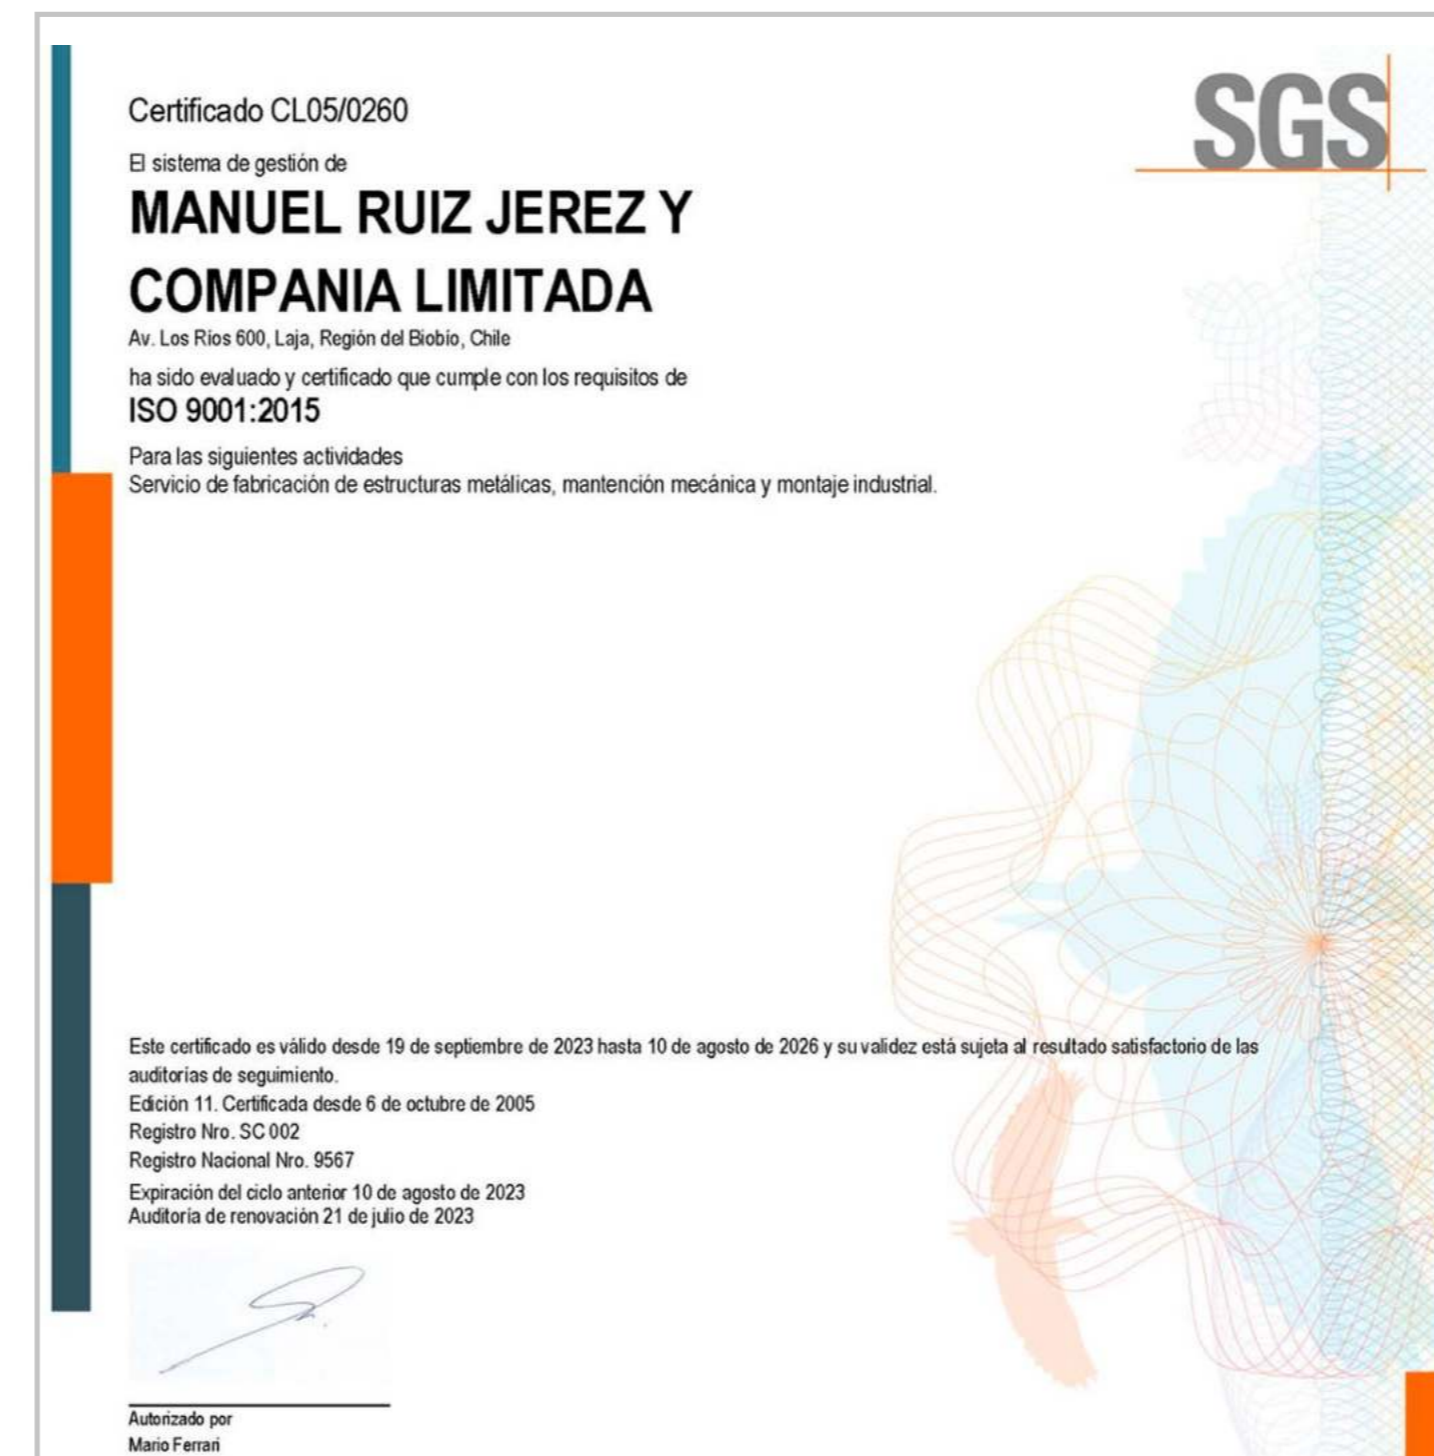 SGS
Certificado CL05/0260
El sistema de gestión de
MANUEL RUIZ JEREZ Y
COMPANIA LIMITADA
Av. Los Ríos 600, Laja, Región del Biobío, Chile
ha sido evaluado y certificado que cumple con los requisitos de
ISO 9001:2015
Para las siguientes actividades
Servicio de fabricación de estructuras metálicas, mantención mecánica y montaje industrial.
Este certificado es válido desde 19 de septiembre de 2023 hasta 10 de agosto de 2026 y su validez está sujeta al resultado satisfactorio de las
auditorías de seguimiento.
Edición 11. Certificada desde 6 de octubre de 2005
Registro Nro. SC 002
Registro Nacional Nro. 9567
Expiración del ciclo anterior 10 de agosto de 2023
Auditoría de renovación 21 de julio de 2023
Autorizado por
Mario Ferrari